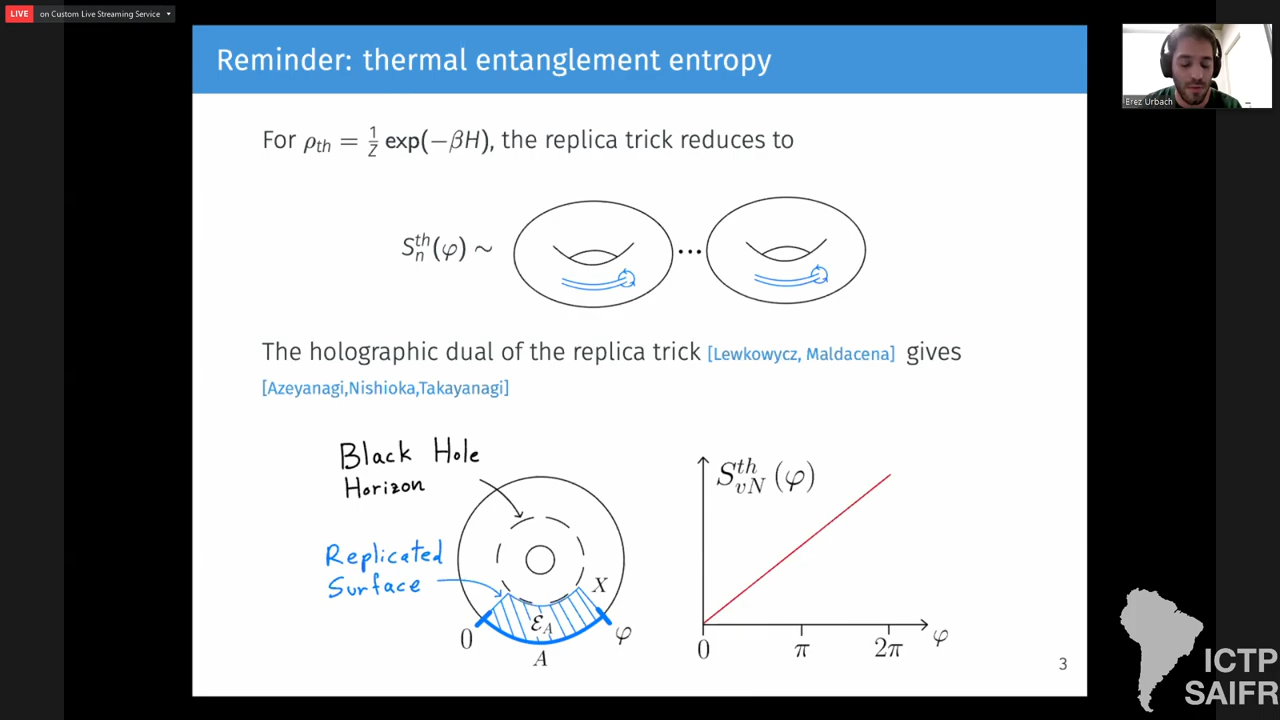 LIVE on Custom Live Streaming Service
Erez Urbach
Reminder: thermal entanglement entropy
For ρ_th = 1/Z exp(−βH), the replica trick reduces to
S_n^th(φ) ∼ ...
The holographic dual of the replica trick [Lewkowycz, Maldacena] gives
[Azeyanagi,Nishioka,Takayanagi]
Black Hole
Horizon
Replicated
Surface
X
ℰ_A
0
φ
A
S_vN^th(φ)
0 π 2π φ
3
ICTP
SAIFR